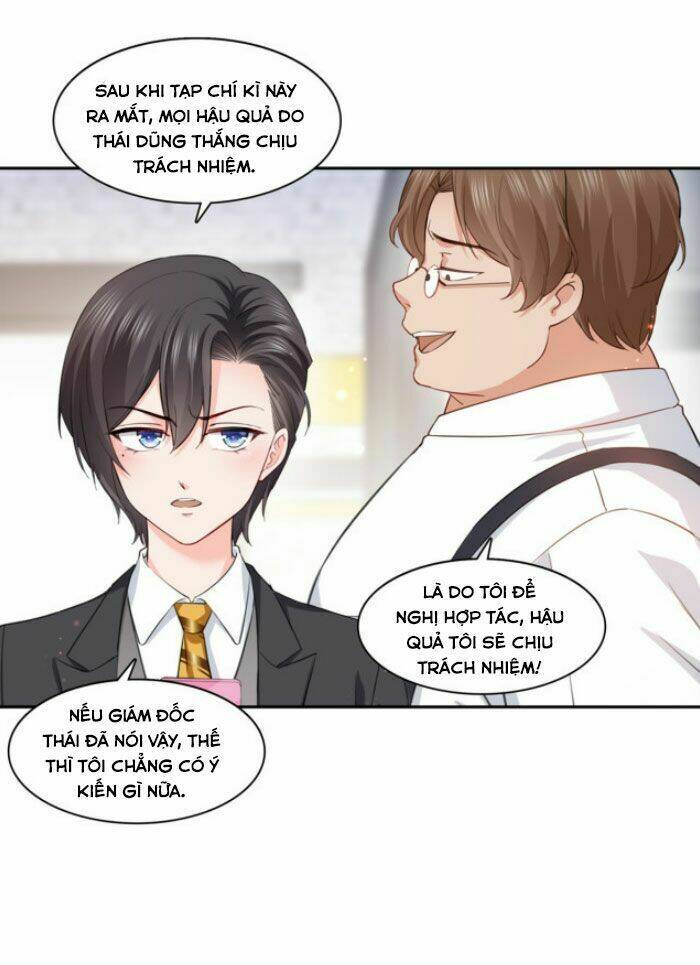 SAU KHI TẠP CHÍ KÌ NÀY
RA MẮT, MỌI HẬU QUẢ DO
THÁI DŨNG THẮNG CHỊU
TRÁCH NHIỆM.
LÀ DO TÔI ĐỂ
NGHỊ HỢP TÁC, HẬU
QUẢ TÔI SẼ CHỊU
TRÁCH NHIỆM!
NẾU GIÁM ĐỐC
THÁI ĐÃ NÓI VẬY, THẾ
THÌ TÔI CHẲNG CÓ Ý
KIẾN GÌ NỮA.